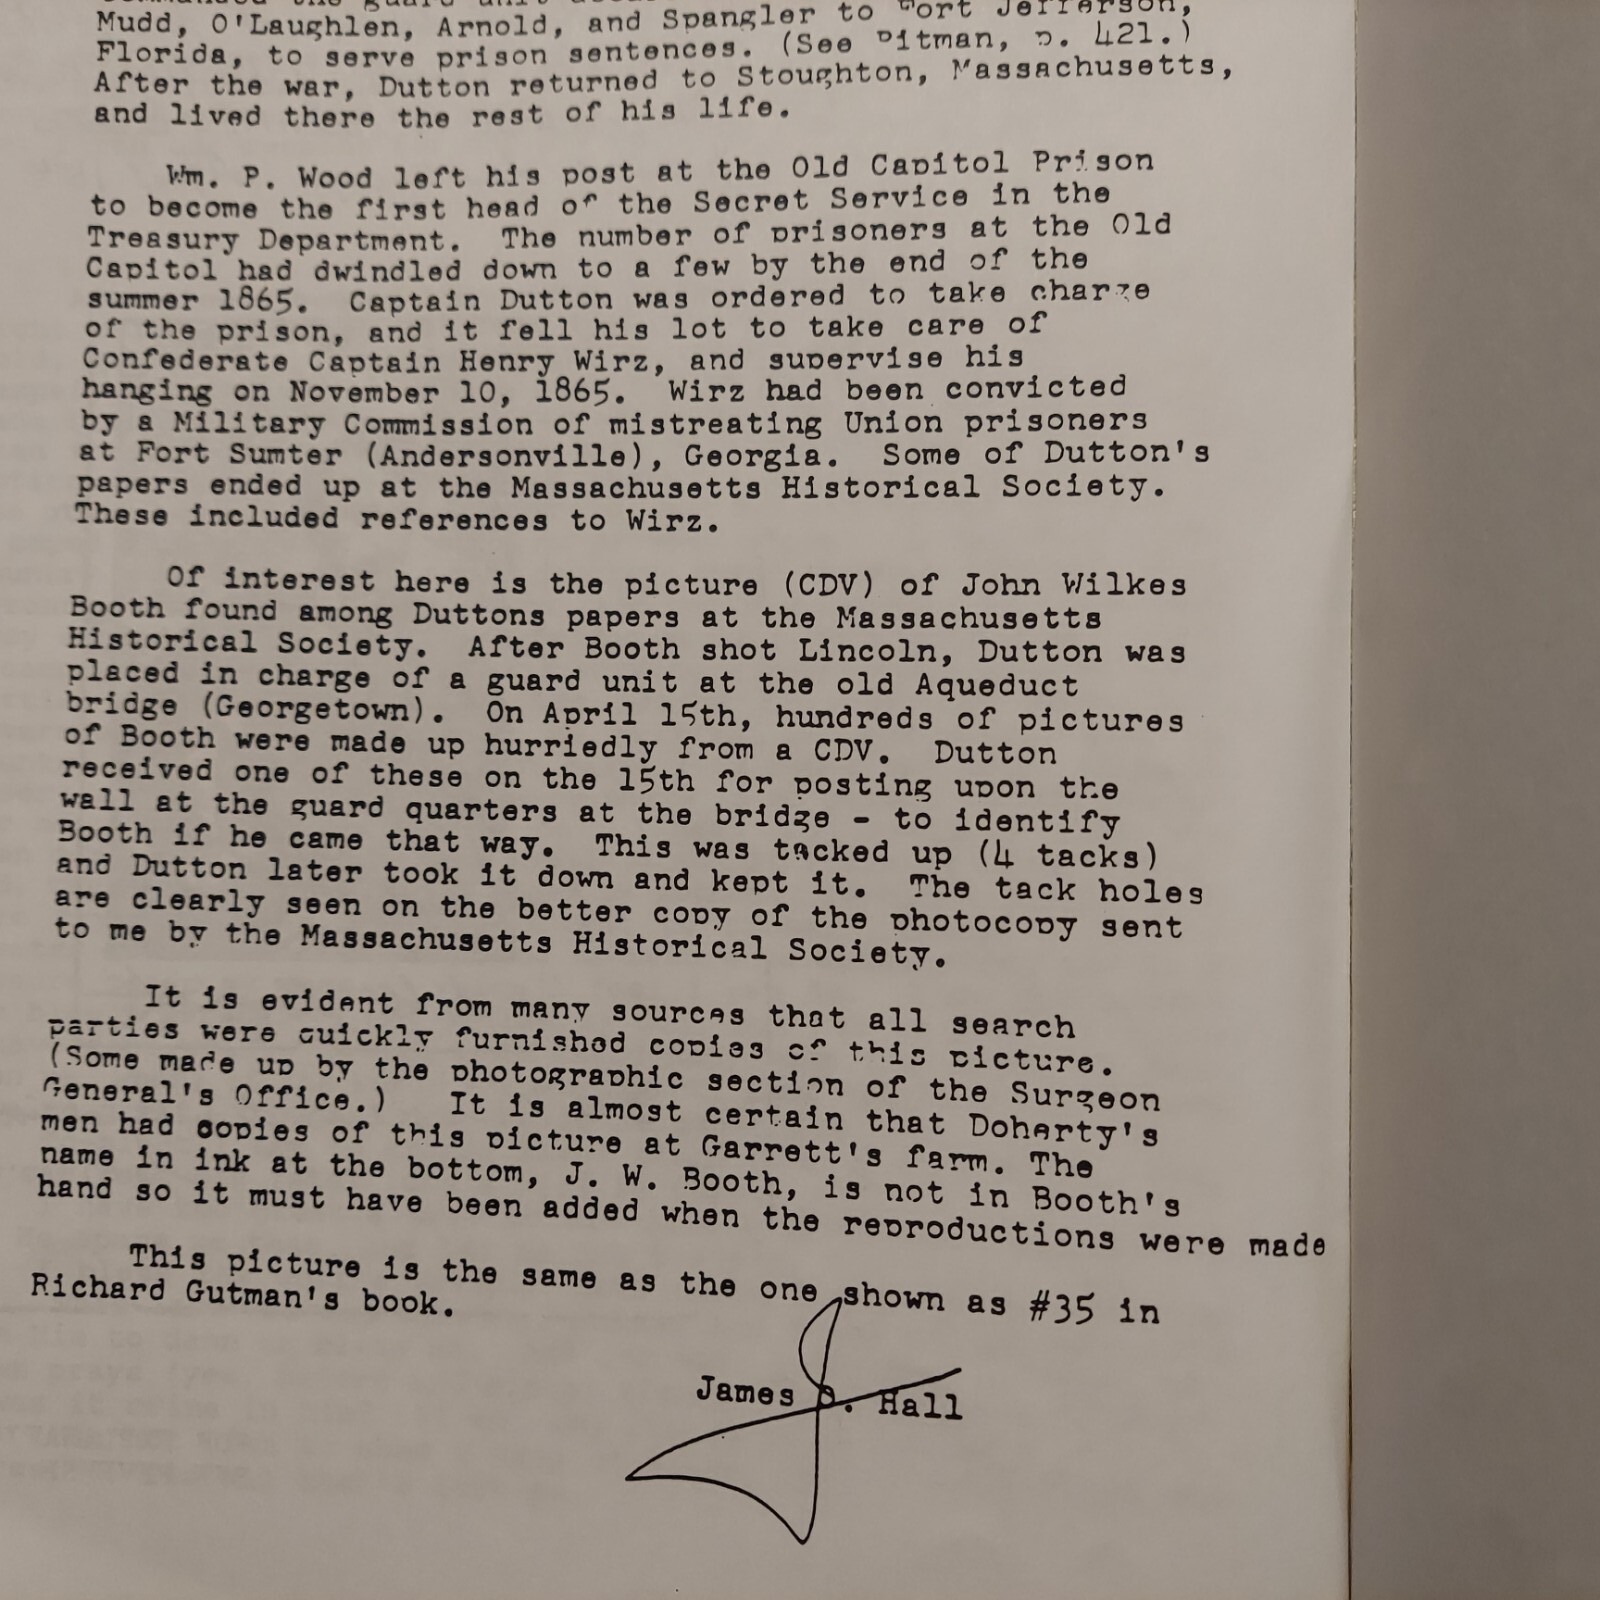 commanded the guard unit
Mudd, O'Laughlen, Arnold, and Spangler to Fort Jefferson,
Florida, to serve prison sentences. (See Pitman, p. 421.)
After the war, Dutton returned to Stoughton, Massachusetts,
and lived there the rest of his life.
Wm. P. Wood left his post at the Old Capitol Prison
to become the first head of the Secret Service in the
Treasury Department. The number of prisoners at the Old
Capitol had dwindled down to a few by the end of the
summer 1865. Captain Dutton was ordered to take charge
of the prison, and it fell his lot to take care of
Confederate Captain Henry Wirz, and supervise his
hanging on November 10, 1865. Wirz had been convicted
by a Military Commission of mistreating Union prisoners
at Fort Sumter (Andersonville), Georgia. Some of Dutton's
papers ended up at the Massachusetts Historical Society.
These included references to Wirz.
Of interest here is the picture (CDV) of John Wilkes
Booth found among Duttons papers at the Massachusetts
Historical Society. After Booth shot Lincoln, Dutton was
placed in charge of a guard unit at the old Aqueduct
bridge (Georgetown). On April 15th, hundreds of pictures
of Booth were made up hurriedly from a CDV. Dutton
received one of these on the 15th for posting upon the
wall at the guard quarters at the bridge - to identify
Booth if he came that way. This was tacked up (4 tacks)
and Dutton later took it down and kept it. The tack holes
are clearly seen on the better copy of the photocopy sent
to me by the Massachusetts Historical Society.
It is evident from many sources that all search
parties were quickly furnished copies of this picture.
(Some made up by the photographic section of the Surgeon
General's Office.) It is almost certain that Doherty's
men had copies of this picture at Garrett's farm. The
name in ink at the bottom, J. W. Booth, is not in Booth's
hand so it must have been added when the reproductions were made
This picture is the same as the one shown as #35 in
Richard Gutman's book.
James O. Hall